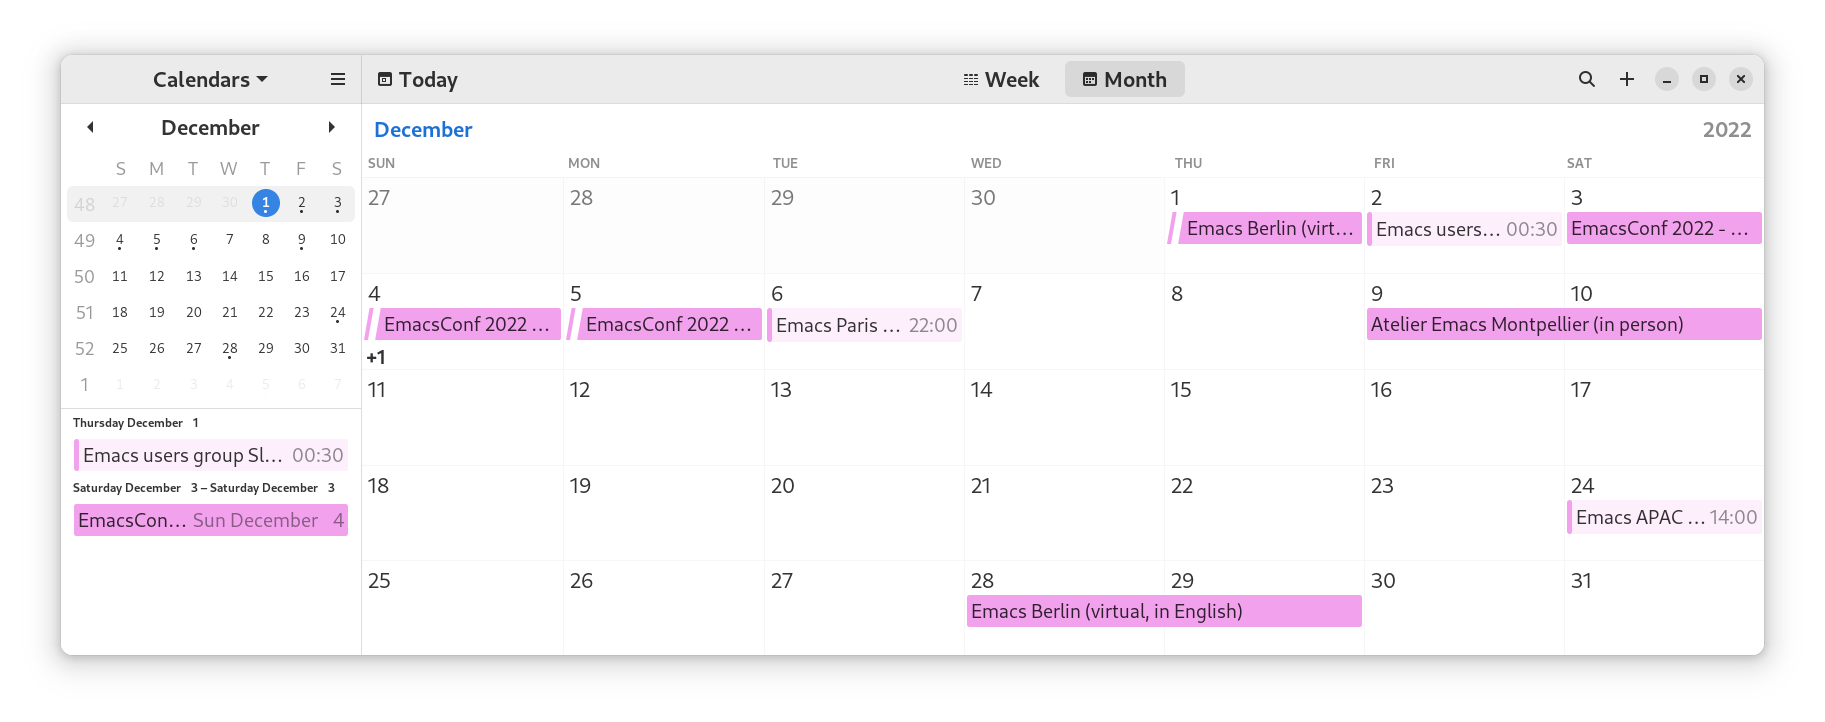 Calendars
Today
Week
Month
December
S M T W T F S
48 27 28 29 30 1 2 3
49 4 5 6 7 8 9 10
50 11 12 13 14 15 16 17
51 18 19 20 21 22 23 24
52 25 26 27 28 29 30 31
1 1 2 3 4 5 6 7
Thursday December 1
Emacs users group Sl… 00:30
Saturday December 3 – Saturday December 3
EmacsCon… Sun December 4
December 2022
SUN MON TUE WED THU FRI SAT
27 28 29 30 1 2 3
Emacs Berlin (virt… Emacs users… 00:30 EmacsConf 2022 - …
4 5 6 7 8 9 10
EmacsConf 2022 … EmacsConf 2022 … Emacs Paris … 22:00 Atelier Emacs Montpellier (in person)
+1
11 12 13 14 15 16 17
18 19 20 21 22 23 24
Emacs APAC … 14:00
25 26 27 28 29 30 31
Emacs Berlin (virtual, in English)